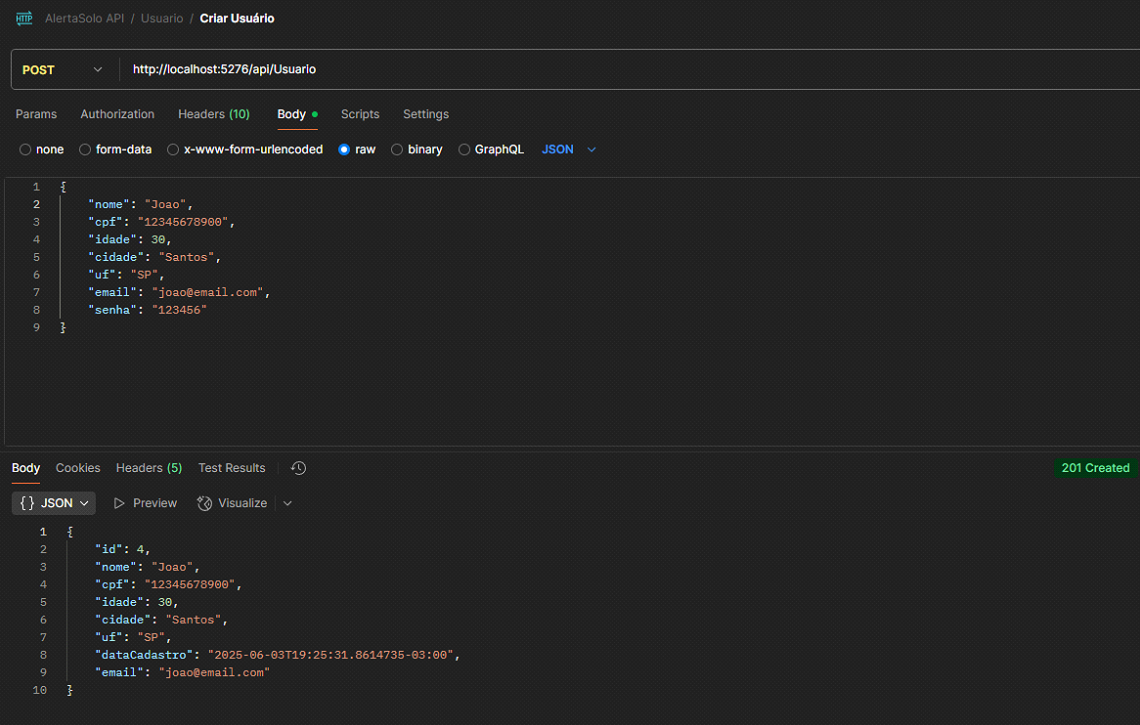 HTTP AlertaSolo API / Usuario / Criar Usuário
POST http://localhost:5276/api/Usuario
Params Authorization Headers (10) Body Scripts Settings
none form-data x-www-form-urlencoded raw binary GraphQL JSON
1 {
2 "nome": "Joao",
3 "cpf": "12345678900",
4 "idade": 30,
5 "cidade": "Santos",
6 "uf": "SP",
7 "email": "joao@email.com",
8 "senha": "123456"
9 }
Body Cookies Headers (5) Test Results 201 Created
{} JSON Preview Visualize
1 {
2 "id": 4,
3 "nome": "Joao",
4 "cpf": "12345678900",
5 "idade": 30,
6 "cidade": "Santos",
7 "uf": "SP",
8 "dataCadastro": "2025-06-03T19:25:31.8614735-03:00",
9 "email": "joao@email.com"
10 }